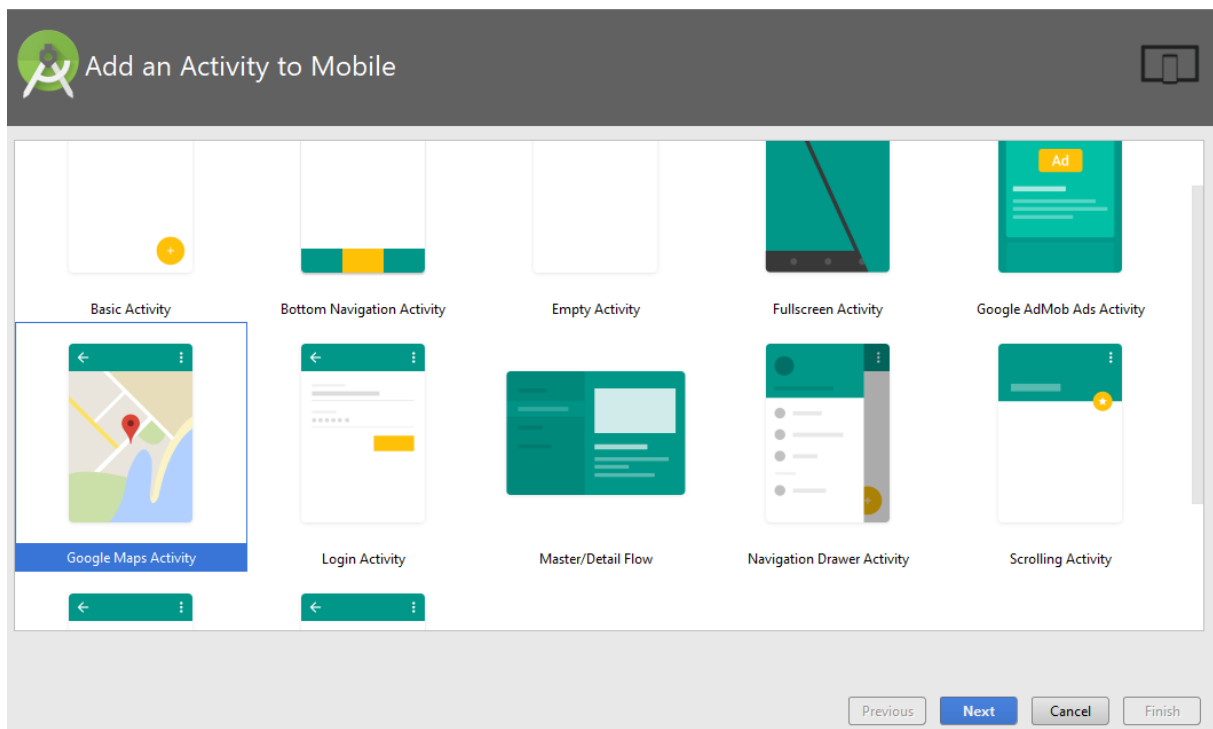 Add an Activity to Mobile
Ad
Basic Activity
Bottom Navigation Activity
Empty Activity
Fullscreen Activity
Google AdMob Ads Activity
Google Maps Activity
Login Activity
Master/Detail Flow
Navigation Drawer Activity
Scrolling Activity
Previous
Next
Cancel
Finish